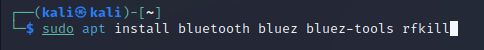 ┌──(kali㉿kali)-[~]
└─$ sudo apt install bluetooth bluez bluez-tools rfkill